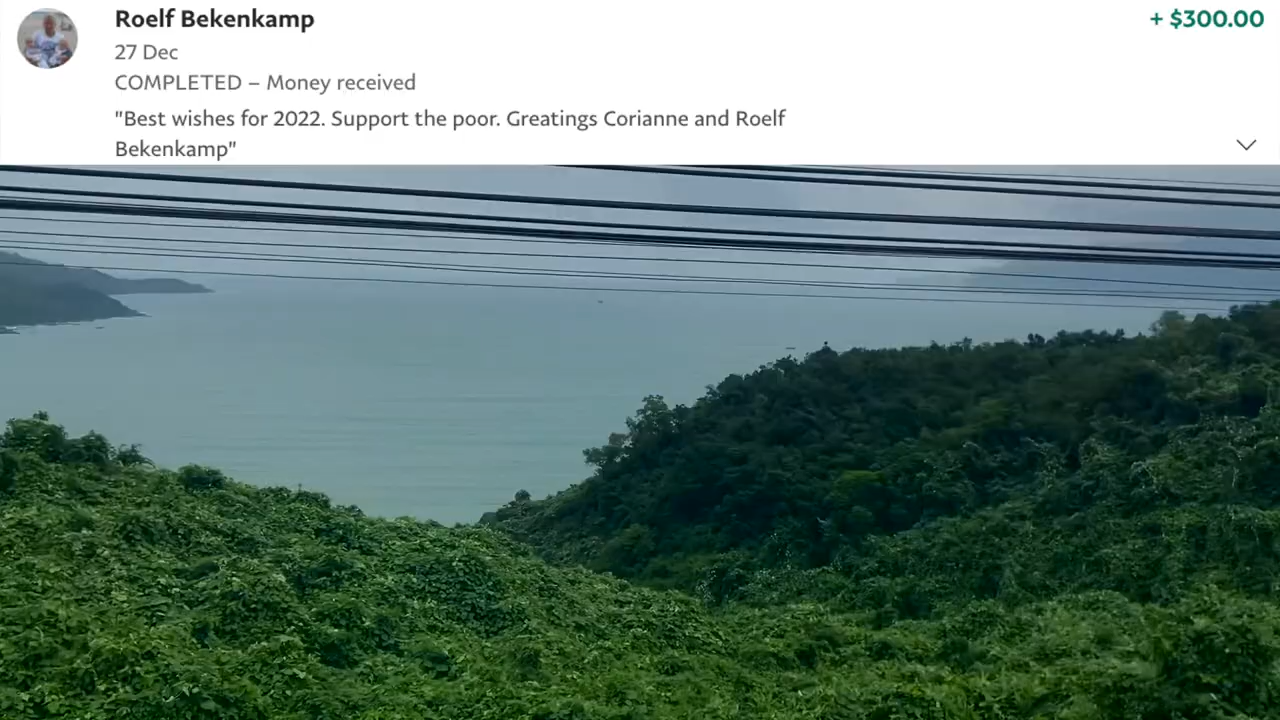 Roelf Bekenkamp
+ $300.00
27 Dec
COMPLETED – Money received
"Best wishes for 2022. Support the poor. Greatings Corianne and Roelf
Bekenkamp"